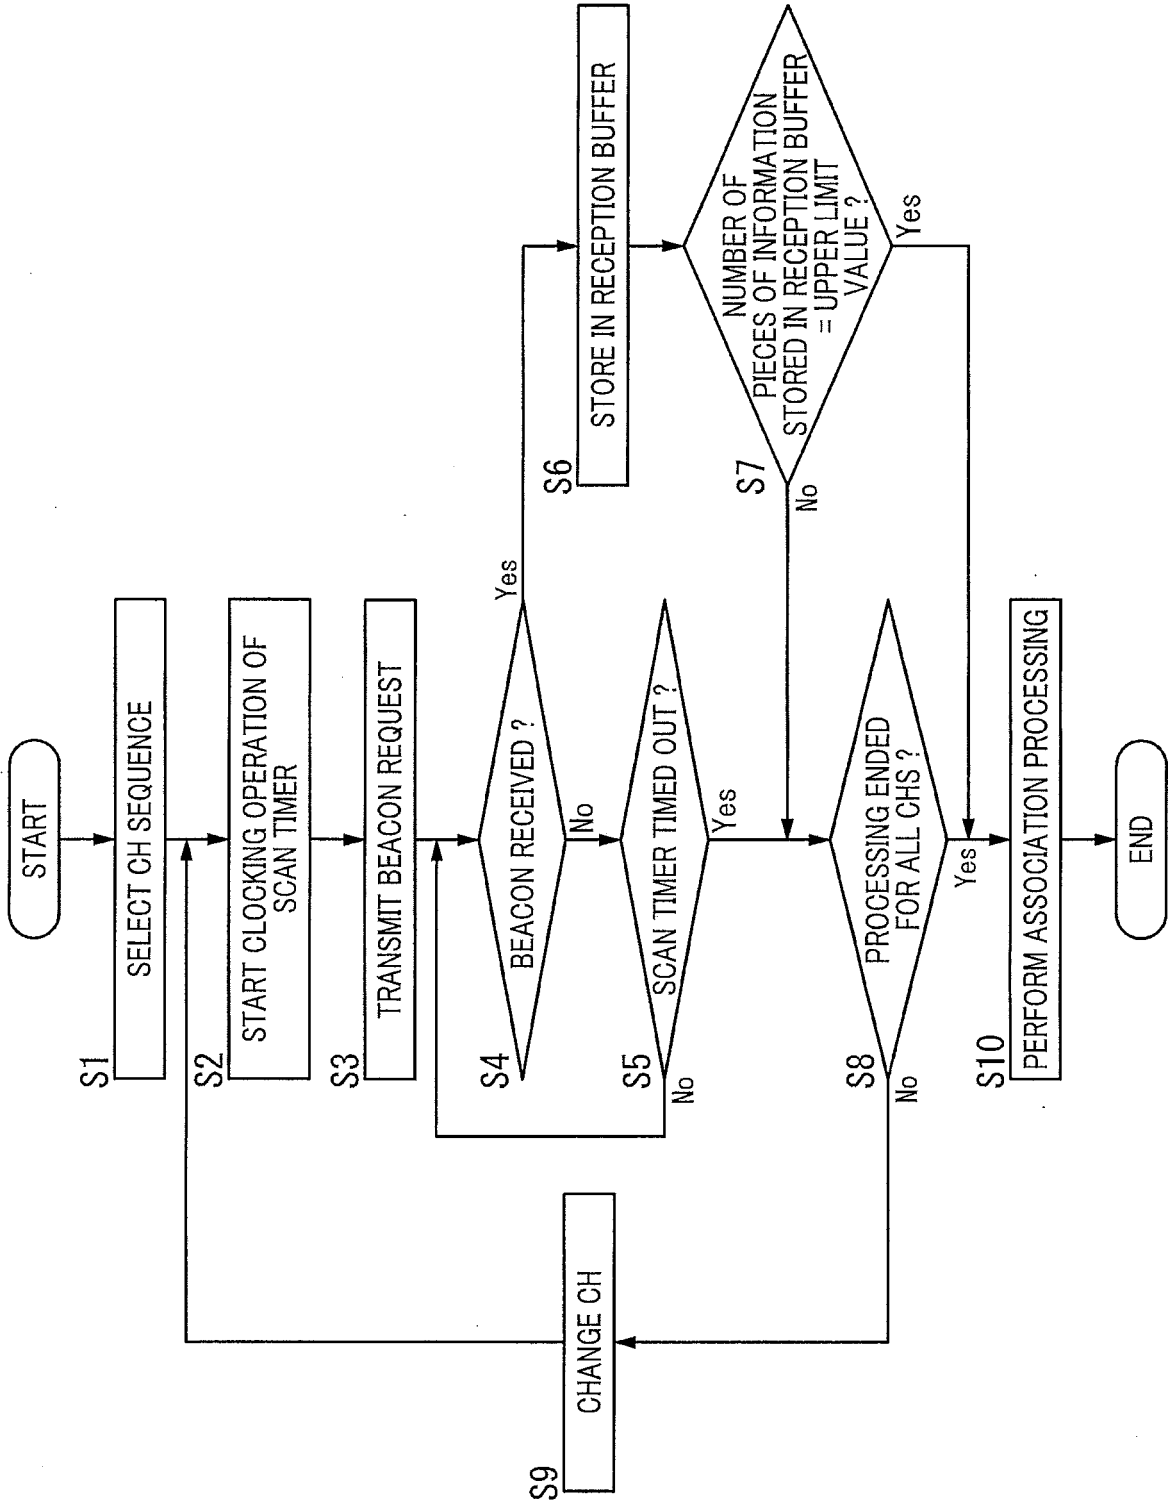 START
S1
SELECT CH SEQUENCE
S2
START CLOCKING OPERATION OF
SCAN TIMER
S3
TRANSMIT BEACON REQUEST
S4
BEACON RECEIVED ?
Yes
No
S5
SCAN TIMER TIMED OUT ?
No
Yes
S6
STORE IN RECEPTION BUFFER
S7
NUMBER OF
PIECES OF INFORMATION
STORED IN RECEPTION BUFFER
= UPPER LIMIT
VALUE ?
No
Yes
S8
PROCESSING ENDED
FOR ALL CHS ?
No
Yes
S9
CHANGE CH
S10
PERFORM ASSOCIATION PROCESSING
END